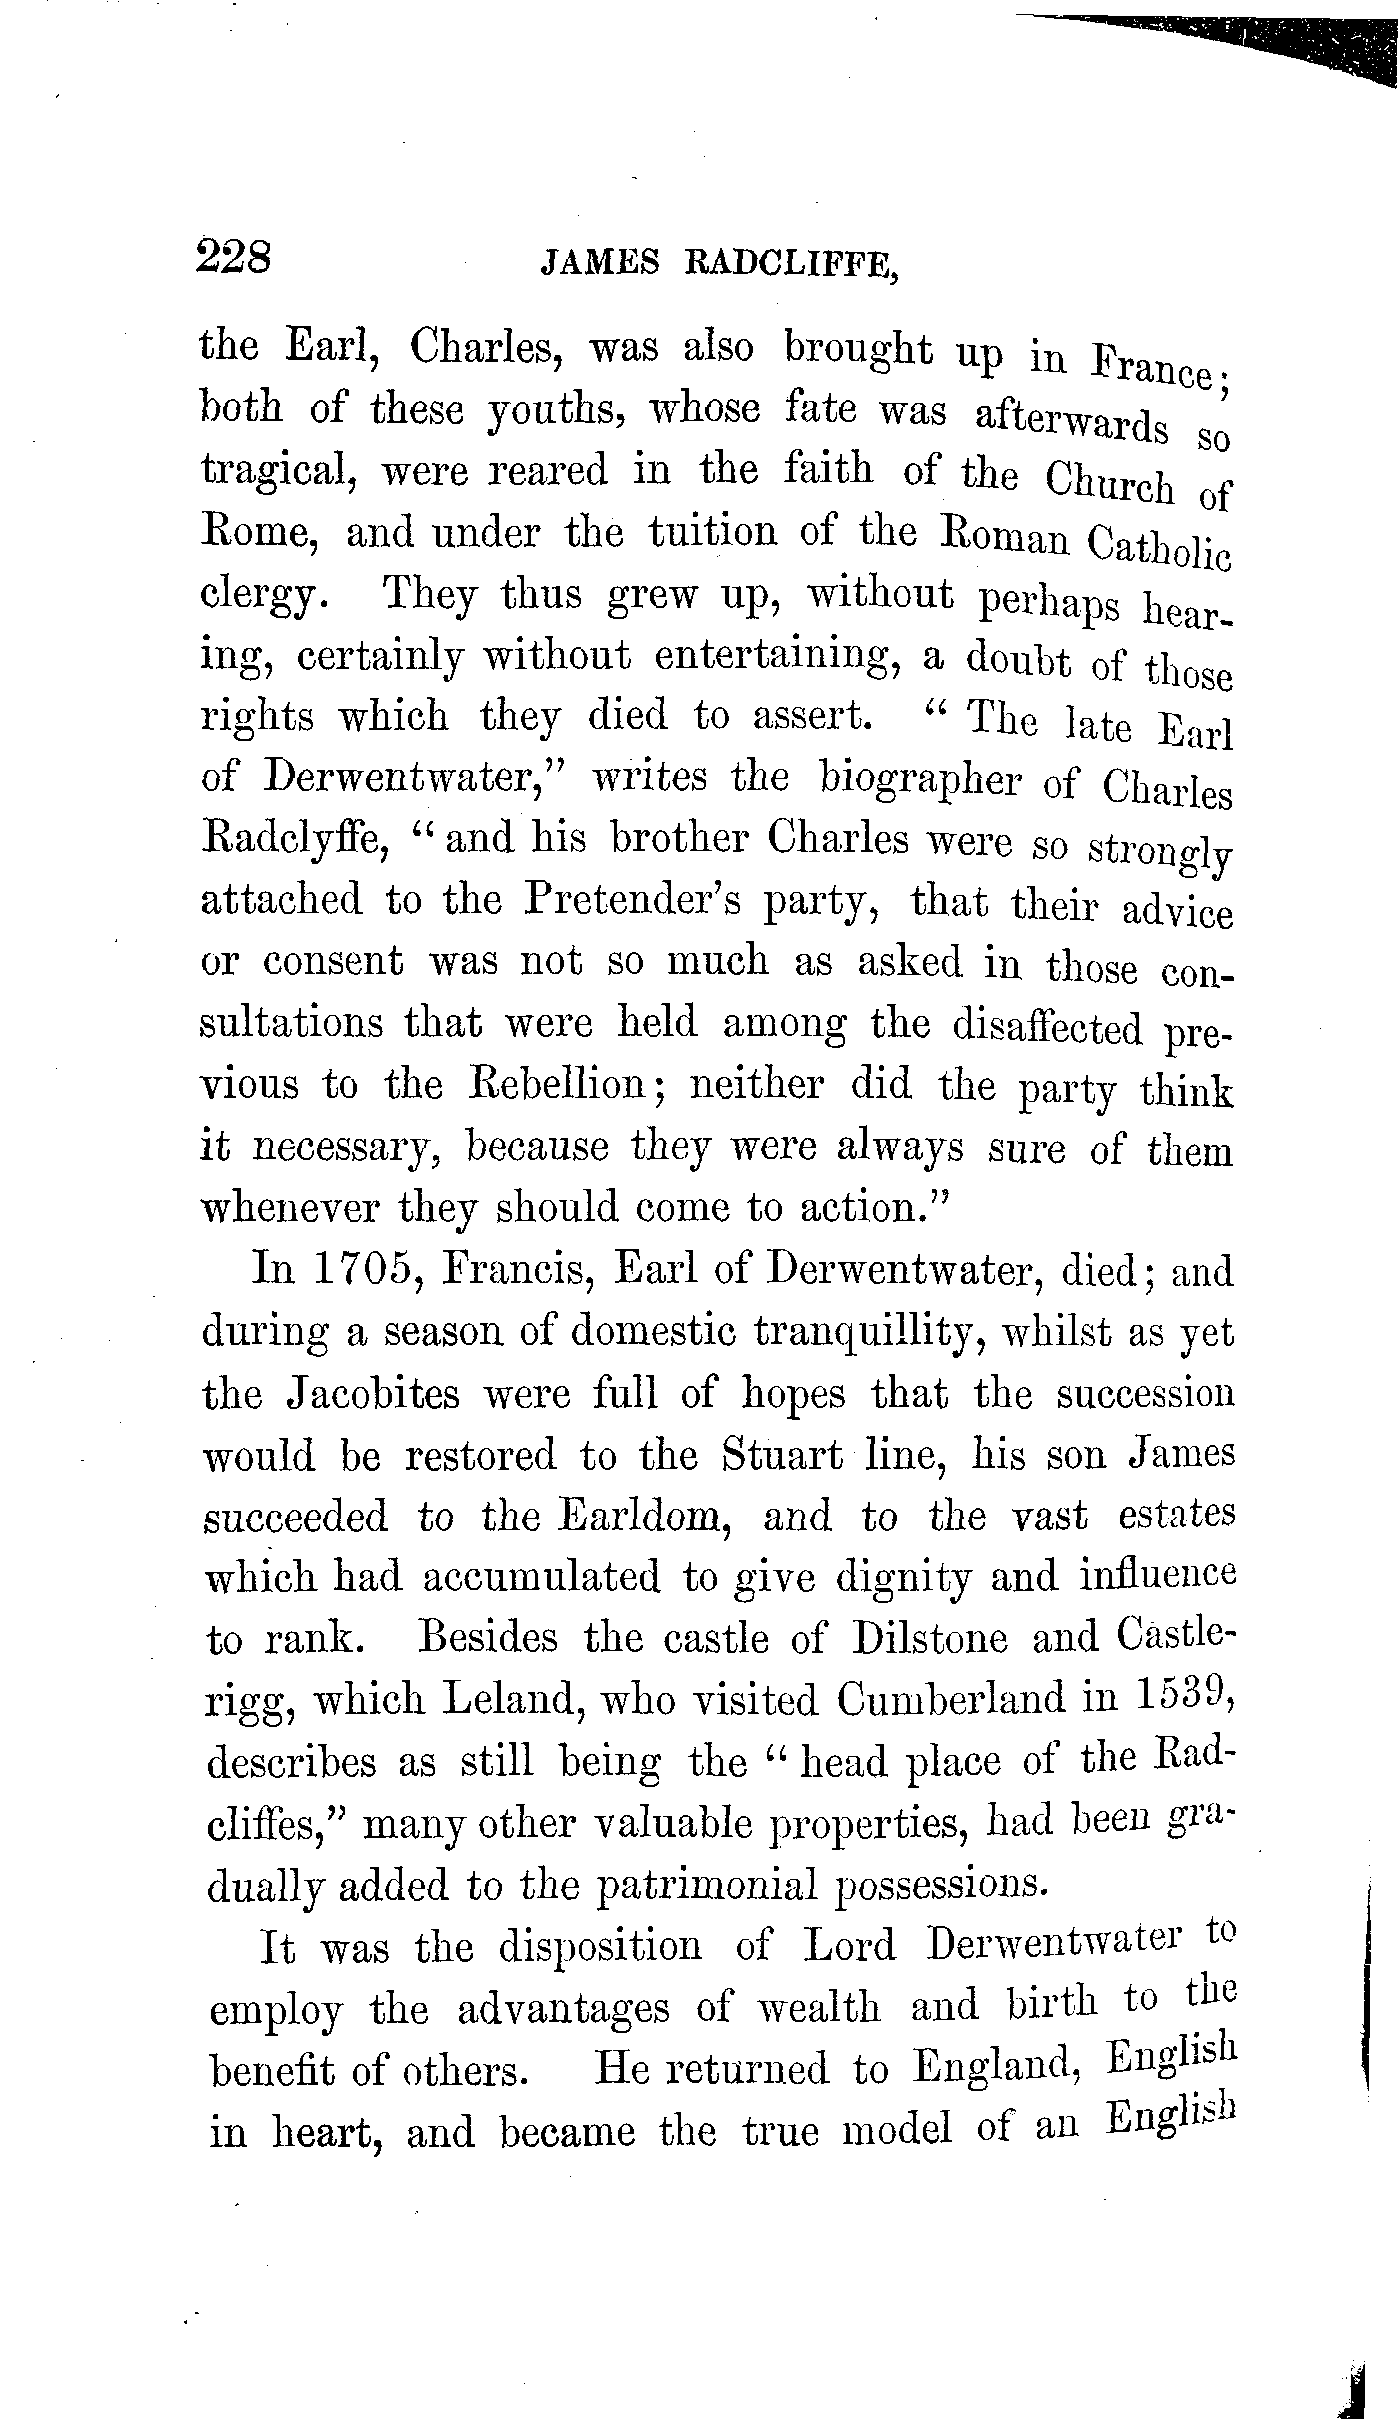 228 JAMES RADCLIFFE,
the Earl, Charles, was also brought up in France;
both of these youths, whose fate was afterwards so
tragical, were reared in the faith of the Church of
Rome, and under the tuition of the Roman Catholic
clergy. They thus grew up, without perhaps hear-
ing, certainly without entertaining, a doubt of those
rights which they died to assert. “ The late Earl
of Derwentwater,” writes the biographer of Charles
Radclyffe, “ and his brother Charles were so strongly
attached to the Pretender’s party, that their advice
or consent was not so much as asked in those con-
sultations that were held among the disaffected pre-
vious to the Rebellion; neither did the party think
it necessary, because they were always sure of them
whenever they should come to action.”
In 1705, Francis, Earl of Derwentwater, died; and
during a season of domestic tranquillity, whilst as yet
the Jacobites were full of hopes that the succession
would be restored to the Stuart line, his son James
succeeded to the Earldom, and to the vast estates
which had accumulated to give dignity and influence
to rank. Besides the castle of Dilstone and Castle-
rigg, which Leland, who visited Cumberland in 1539,
describes as still being the “ head place of the Rad-
cliffes,” many other valuable properties, had been gra-
dually added to the patrimonial possessions.
It was the disposition of Lord Derwentwater to
employ the advantages of wealth and birth to the
benefit of others. He returned to England, English
in heart, and became the true model of an English